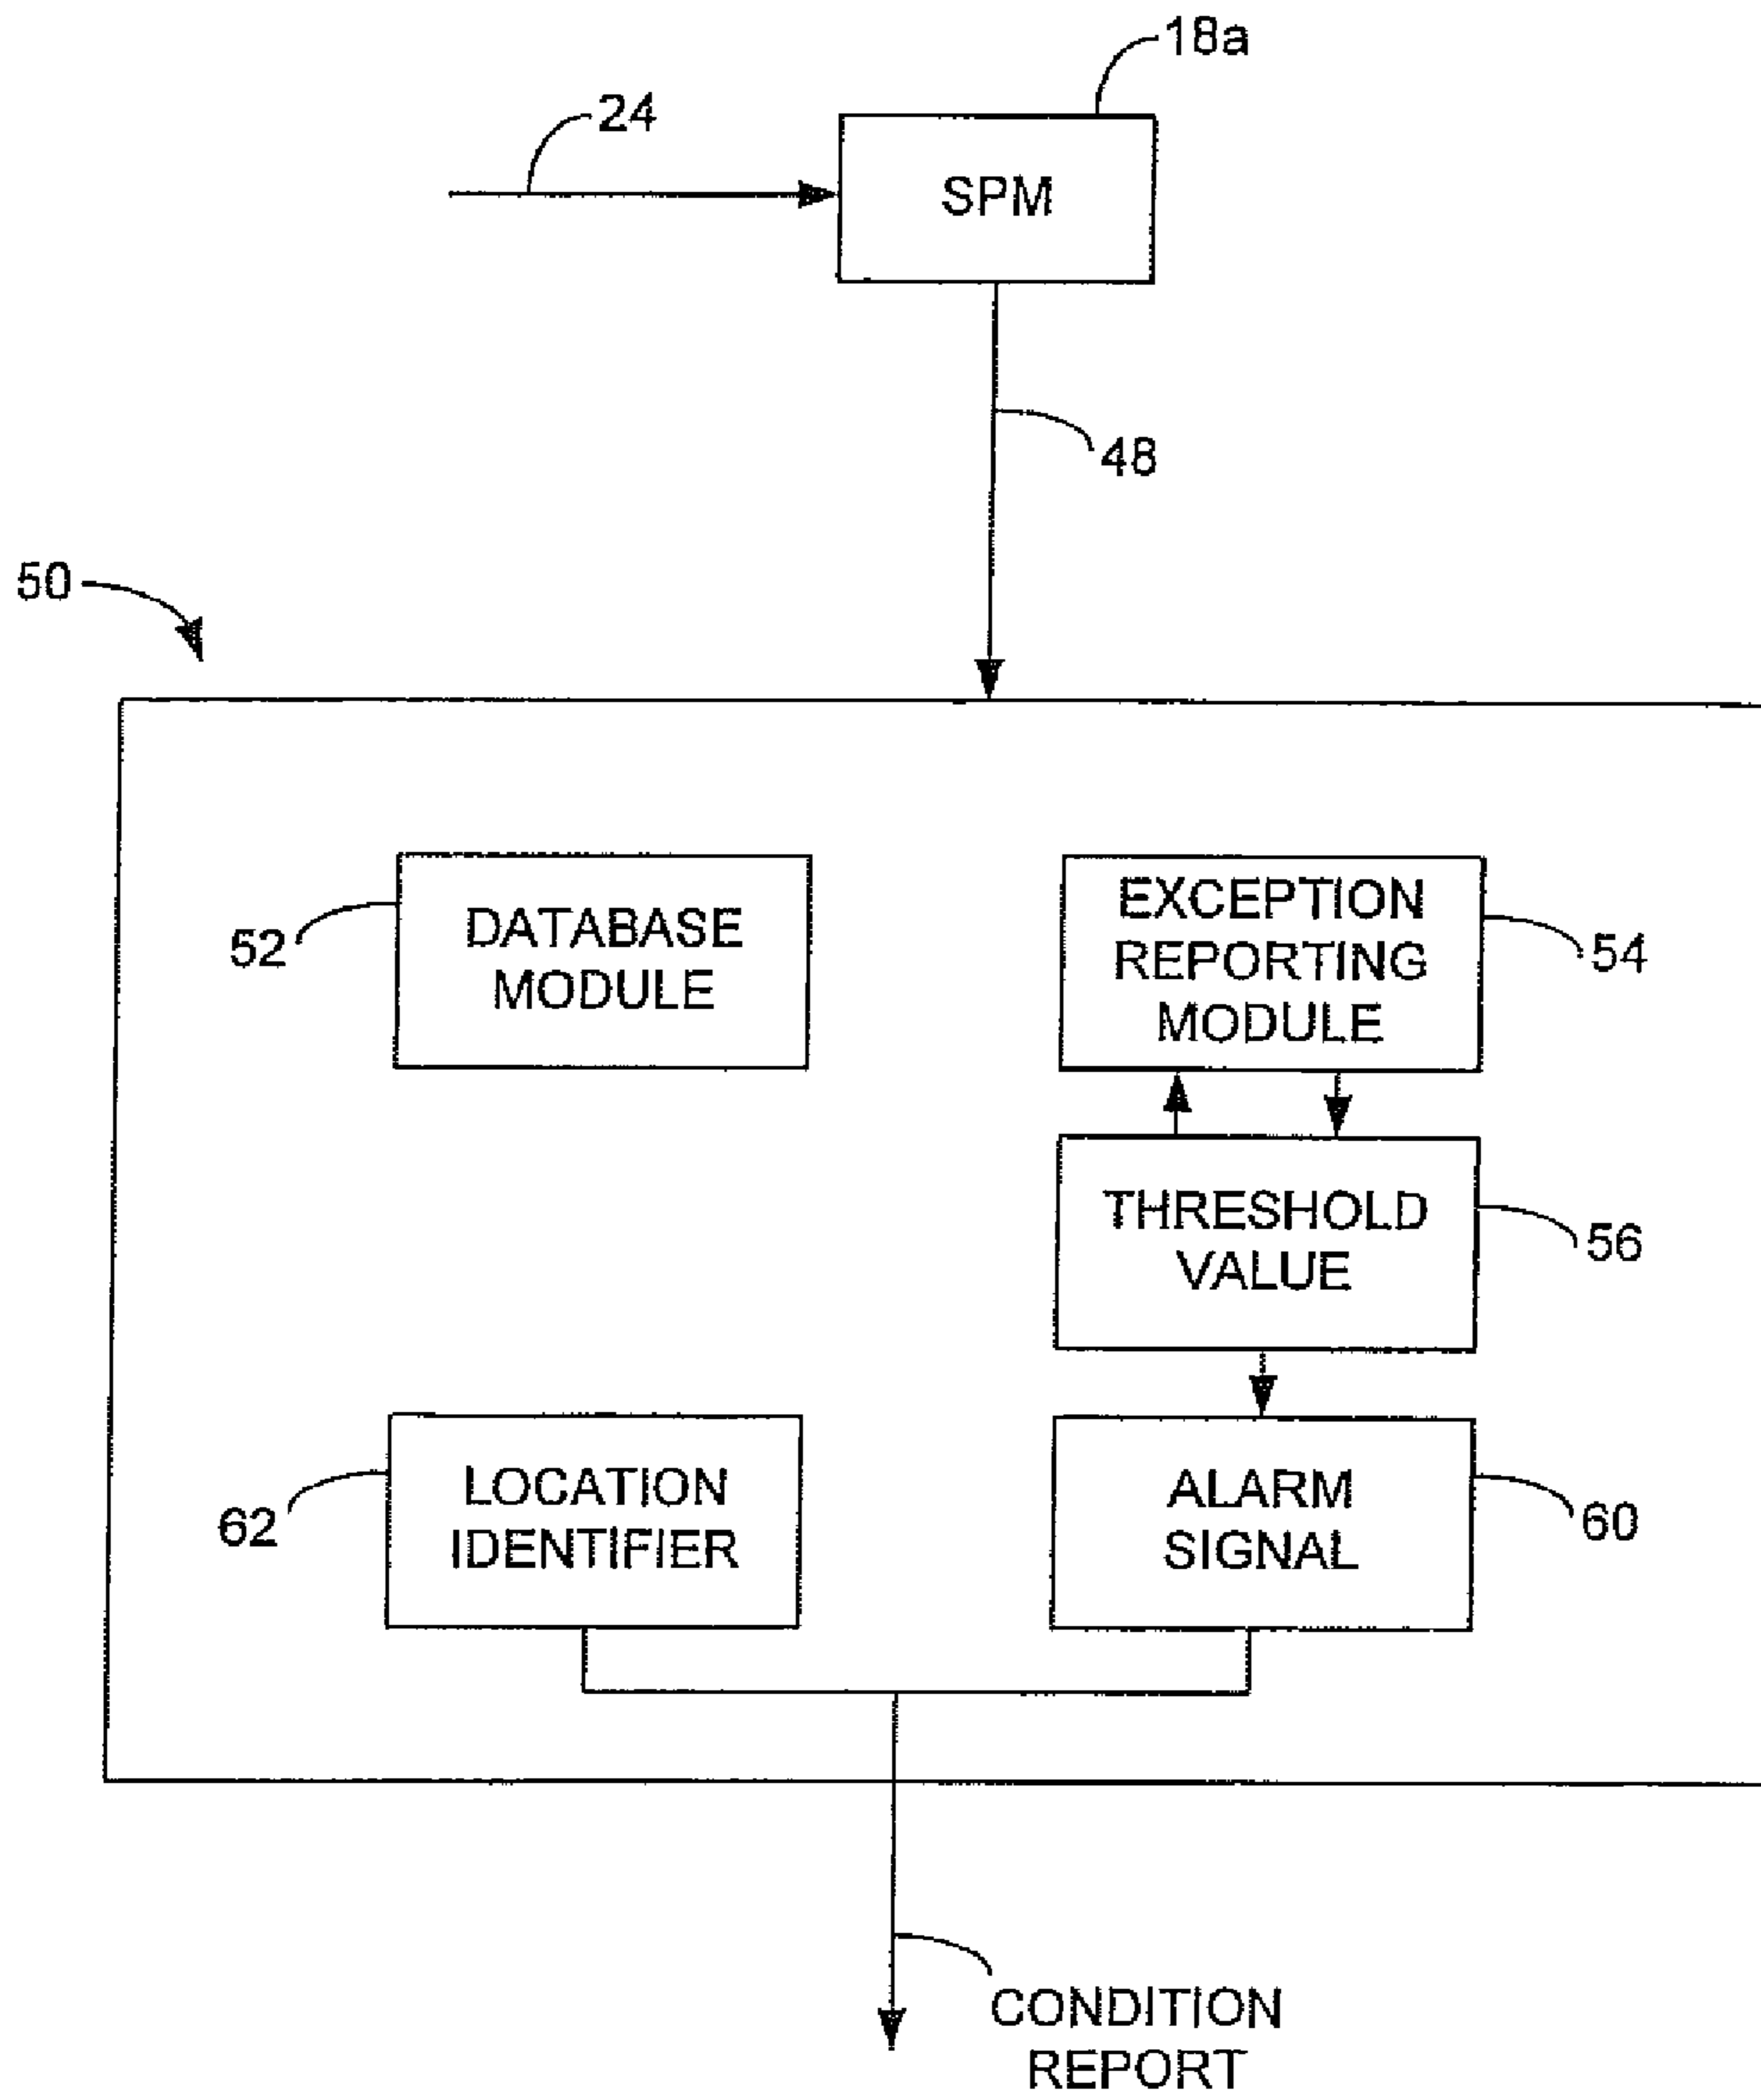 18a
24
SPM
48
50
DATABASE
MODULE
52
EXCEPTION
REPORTING
MODULE
54
THRESHOLD
VALUE
56
LOCATION
IDENTIFIER
62
ALARM
SIGNAL
60
CONDITION
REPORT